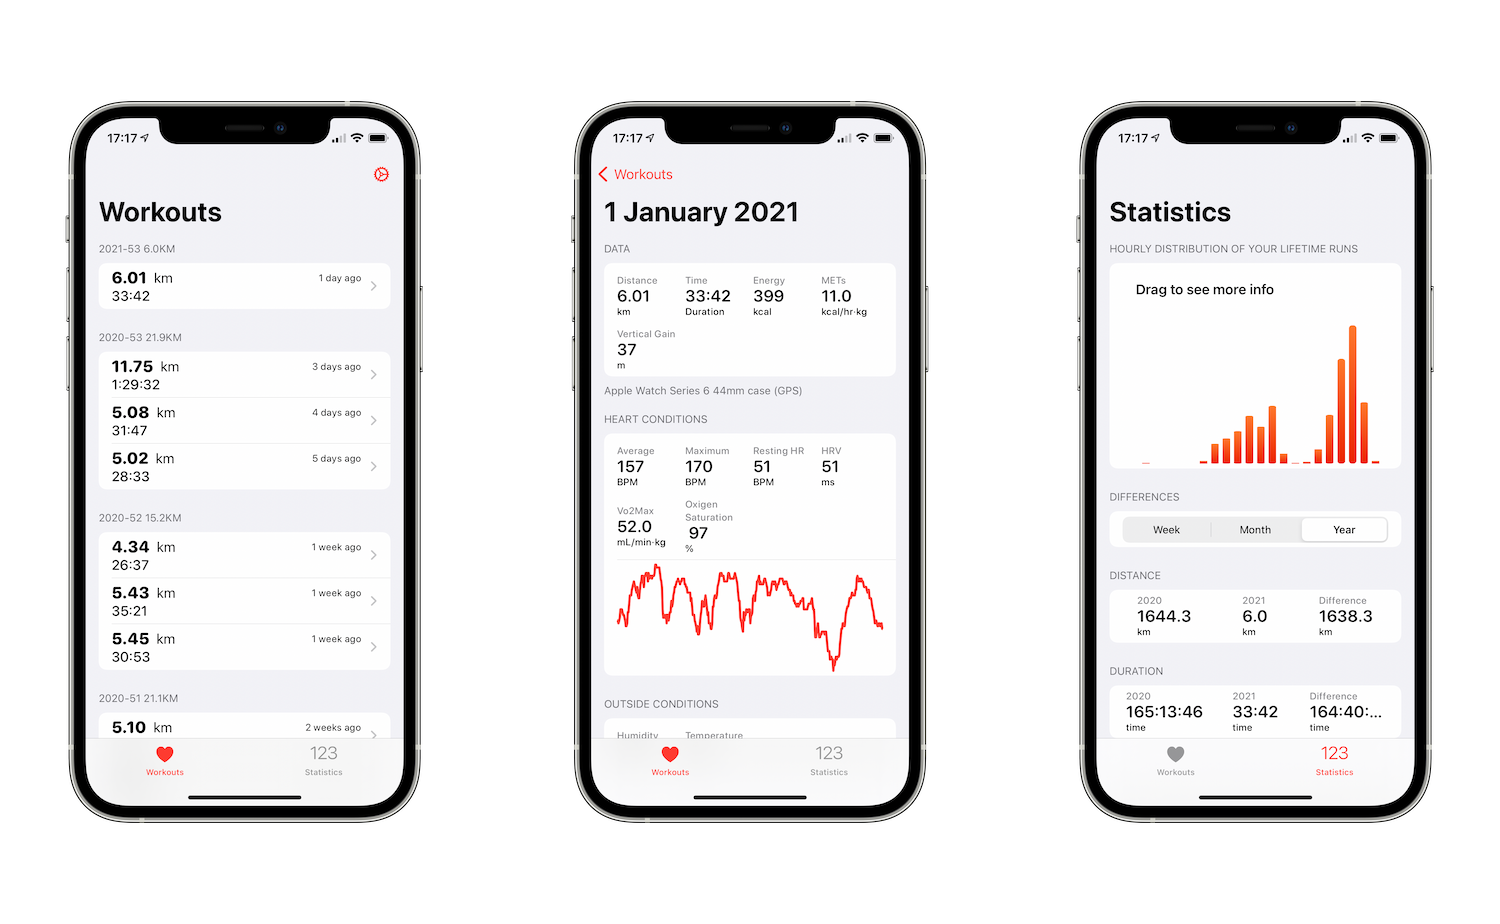 17:17
Workouts
2021-53 6.0KM
6.01 km
1 day ago
33:42
2020-53 21.9KM
11.75 km
3 days ago
1:29:32
5.08 km
4 days ago
31:47
5.02 km
5 days ago
28:33
2020-52 15.2KM
4.34 km
1 week ago
26:37
5.43 km
1 week ago
35:21
5.45 km
1 week ago
30:53
2020-51 21.1KM
5.10 km
2 weeks ago
Workouts
123
Statistics
17:17
Workouts
1 January 2021
DATA
Distance Time Energy METs
6.01 33:42 399 11.0
km Duration kcal kcal/hr·kg
Vertical Gain
37
m
Apple Watch Series 6 44mm case (GPS)
HEART CONDITIONS
Average Maximum Resting HR HRV
157 170 51 51
BPM BPM BPM ms
Vo2Max
52.0
mL/min·kg
Oxigen
Saturation
97
%
OUTSIDE CONDITIONS
Humidity Temperature
Workouts
123
Statistics
17:17
Statistics
HOURLY DISTRIBUTION OF YOUR LIFETIME RUNS
Drag to see more info
DIFFERENCES
Week Month Year
DISTANCE
2020 2021 Difference
1644.3 6.0 1638.3
km km km
DURATION
2020 2021 Difference
165:13:46 33:42 164:40:...
time time time
Workouts
123
Statistics